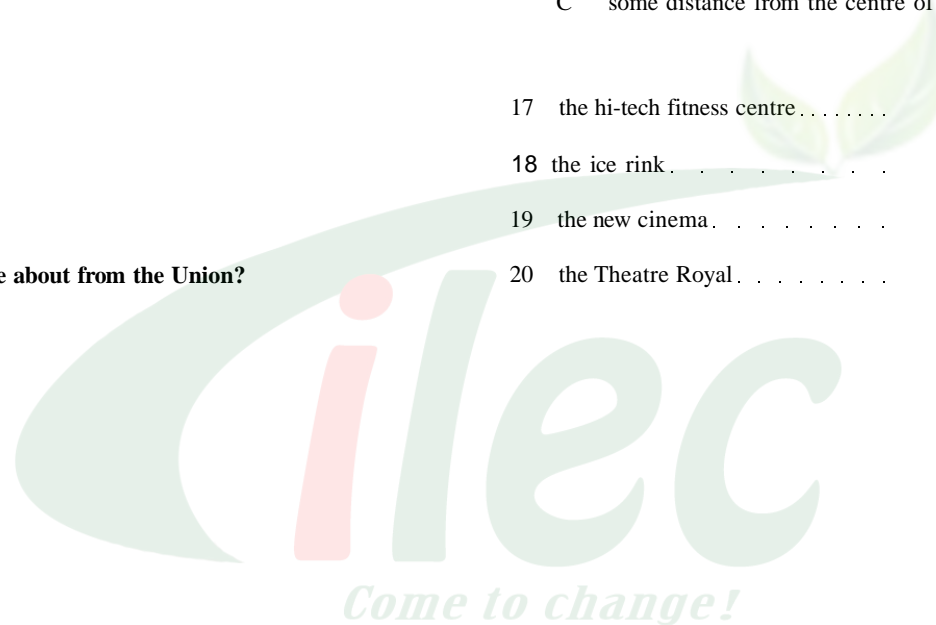 C some distance from the centre of
17 the hi-tech fitness centre........
18 the ice rink........
19 the new cinema........
about from the Union?
20 the Theatre Royal........
ilec
Come to change!